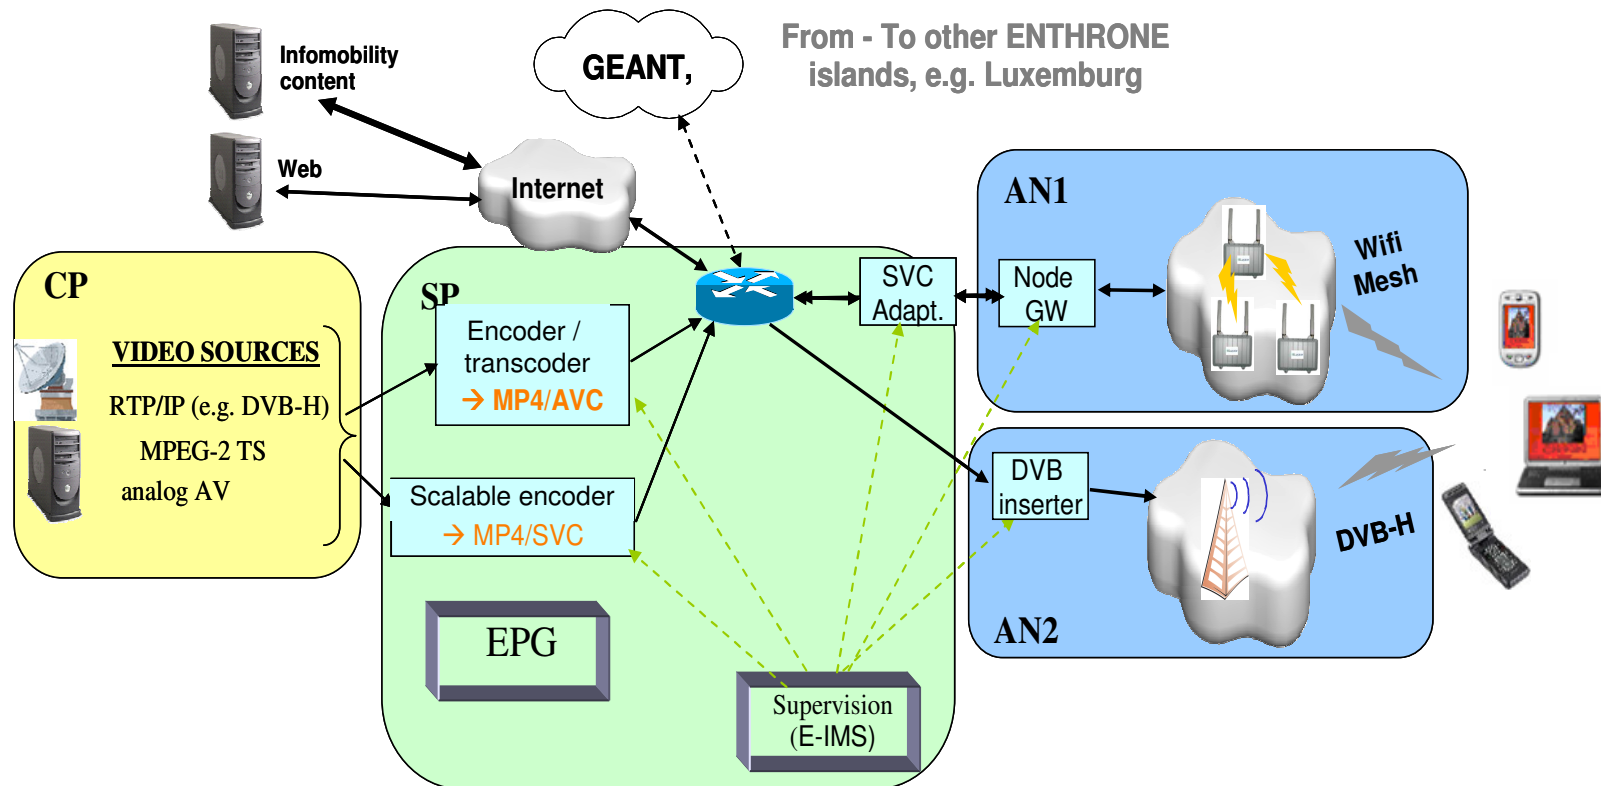 Infomobility
content
Web
Internet
GEANT,
From - To other ENTHRONE
islands, e.g. Luxemburg
CP
VIDEO SOURCES
RTP/IP (e.g. DVB-H)
MPEG-2 TS
analog AV
SP
Encoder /
transcoder
→ MP4/AVC
Scalable encoder
→ MP4/SVC
EPG
Supervision
(E-IMS)
SVC
Adapt.
Node
GW
AN1
Wifi
Mesh
DVB
inserter
AN2
DVB-H